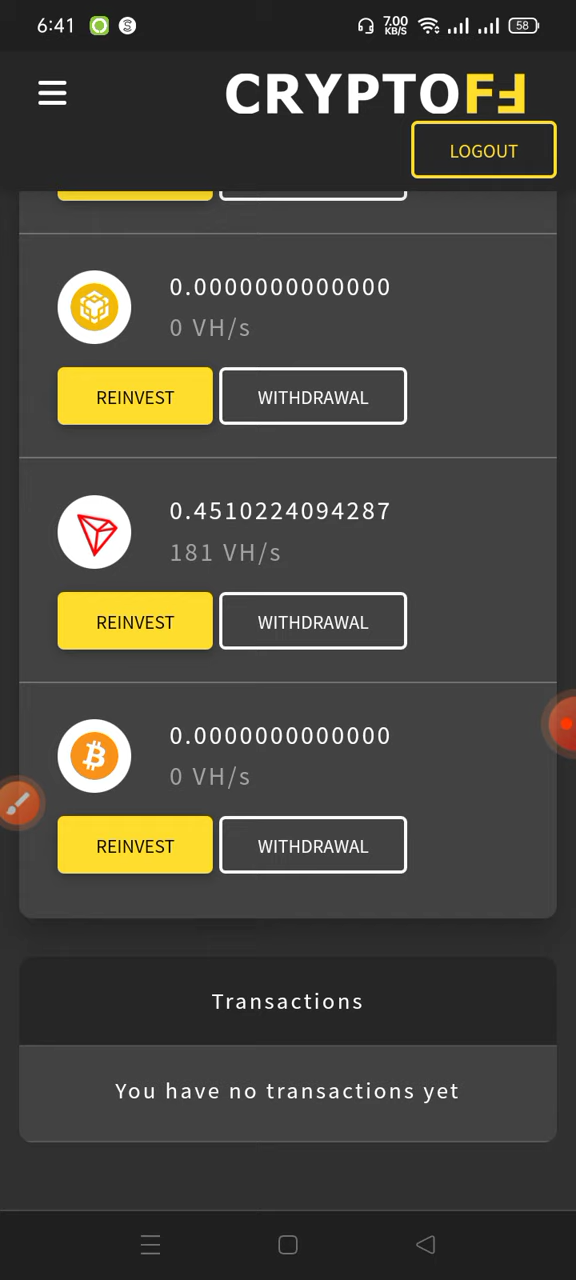 6:41 7.00 KB/S 58
CRYPTOFF
LOGOUT
0.0000000000000
0 VH/s
REINVEST WITHDRAWAL
0.4510224094287
181 VH/s
REINVEST WITHDRAWAL
0.0000000000000
0 VH/s
REINVEST WITHDRAWAL
Transactions
You have no transactions yet